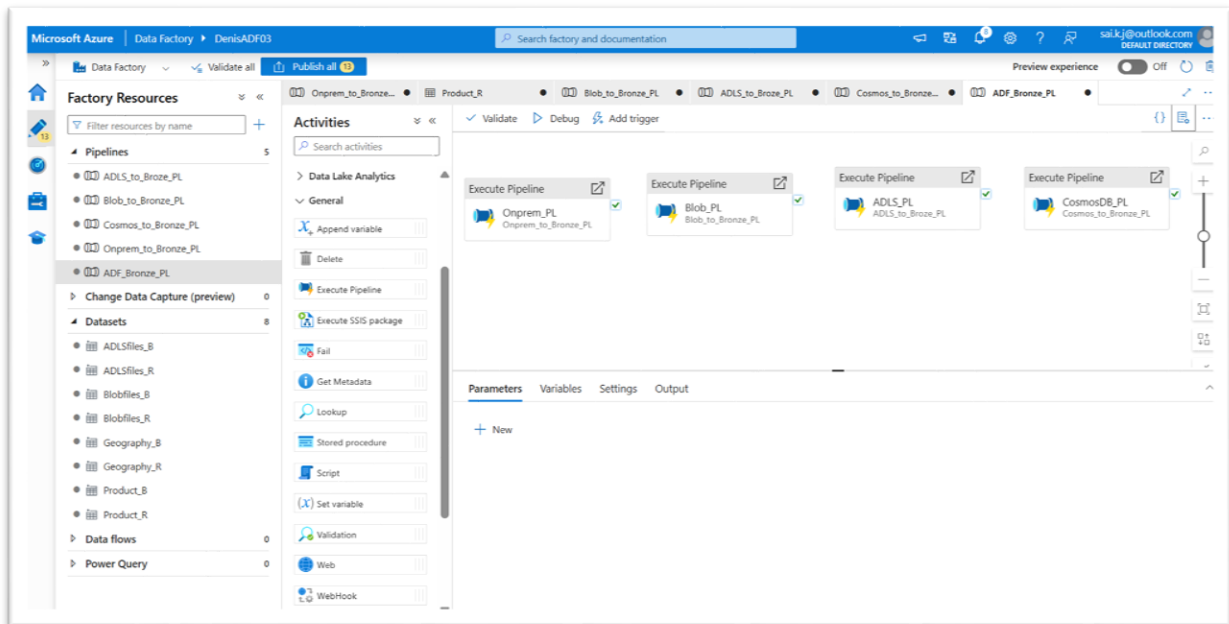 Microsoft Azure | Data Factory ▸ DenisADF03
Search factory and documentation
sai.k.j@outlook.com
DEFAULT DIRECTORY
Data Factory
Validate all
Publish all 13
Preview experience
Off
13
Factory Resources
Filter resources by name
Pipelines 5
ADLS_to_Broze_PL
Blob_to_Bronze_PL
Cosmos_to_Bronze_PL
Onprem_to_Bronze_PL
ADF_Bronze_PL
Change Data Capture (preview) 0
Datasets 8
ADLSfiles_B
ADLSfiles_R
Blobfiles_B
Blobfiles_R
Geography_B
Geography_R
Product_B
Product_R
Data flows 0
Power Query 0
Onprem_to_Bronze...
Product_R
Blob_to_Bronze_PL
ADLS_to_Broze_PL
Cosmos_to_Bronze...
ADF_Bronze_PL
Activities
Search activities
Data Lake Analytics
General
Append variable
Delete
Execute Pipeline
Execute SSIS package
Fail
Get Metadata
Lookup
Stored procedure
Script
Set variable
Validation
Web
WebHook
Validate
Debug
Add trigger
{}
Execute Pipeline
Onprem_PL
Onprem_to_Bronze_PL
Execute Pipeline
Blob_PL
Blob_to_Bronze_PL
Execute Pipeline
ADLS_PL
ADLS_to_Broze_PL
Execute Pipeline
CosmosDB_PL
Cosmos_to_Bronze_PL
Parameters
Variables
Settings
Output
New